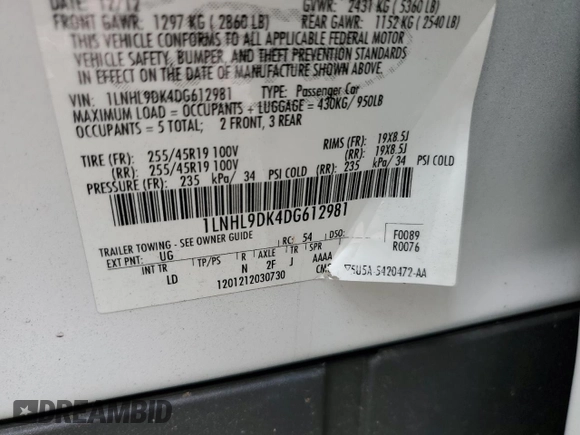 DATE: 12/12 GVWR: 2431 KG ( 5360 LB)
FRONT GAWR: 1297 KG ( 2860 LB) REAR GAWR: 1152 KG ( 2540 LB)
THIS VEHICLE CONFORMS TO ALL APPLICABLE FEDERAL MOTOR
VEHICLE SAFETY, BUMPER, AND THEFT PREVENTION STANDARDS
IN EFFECT ON THE DATE OF MANUFACTURE SHOWN ABOVE.
VIN: 1LNHL9DK4DG612981 TYPE: Passenger Car
MAXIMUM LOAD = OCCUPANTS + LUGGAGE = 430KG/ 950LB
OCCUPANTS = 5 TOTAL; 2 FRONT, 3 REAR
TIRE (FR): 255/45R19 100V RIMS (FR): 19X8.5J
(RR): 255/45R19 100V (RR): 19X8.5J
PRESSURE (FR): 235 kPa/ 34 PSI COLD (RR) 235 kPa/ 34 PSI COLD
1LNHL9DK4DG612981
TRAILER TOWING - SEE OWNER GUIDE
EXT PNT: UG RC: 54 DSO: F0089
R0076
INT TR TP/PS R AXLE TR SPR
LD N 2F J AAAA
1201212030730 5U5A-5420472-AA
DREAMBID